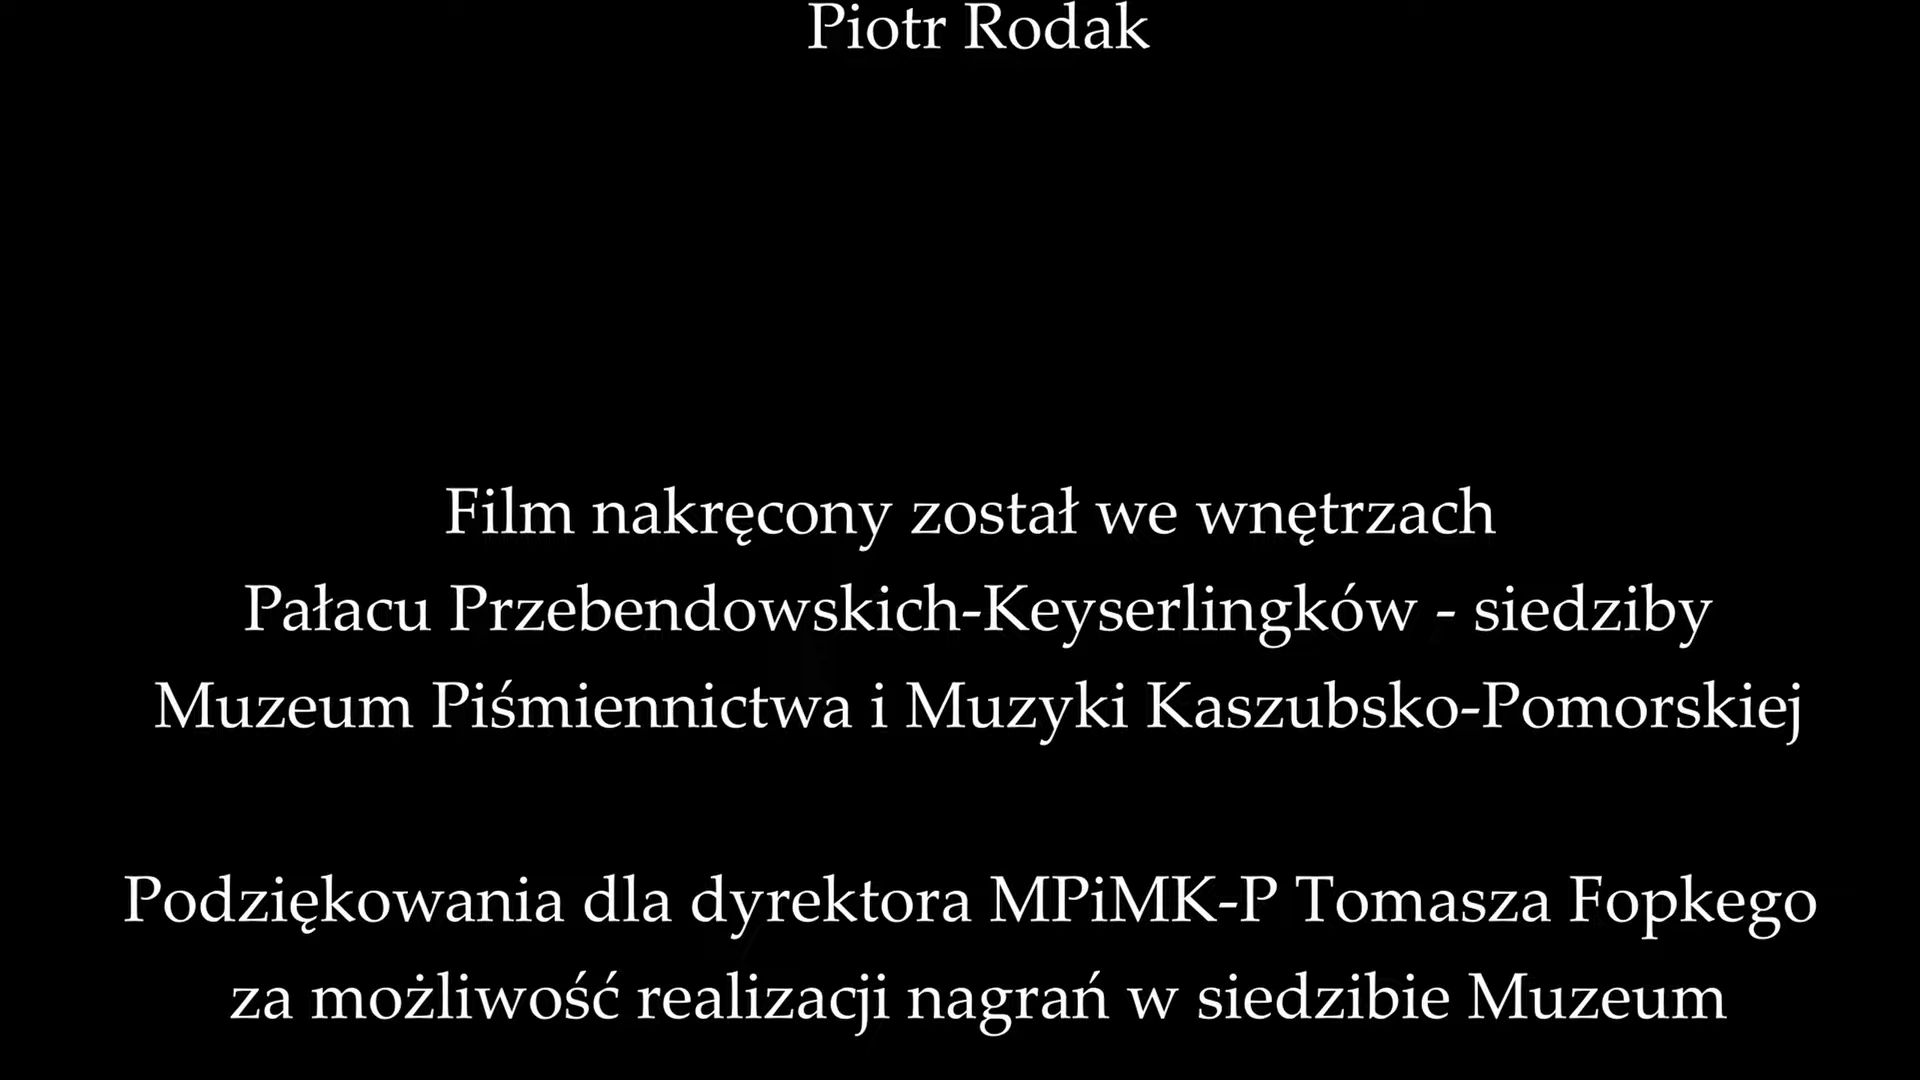 Piotr Rodak
Film nakręcony został we wnętrzach
Pałacu Przebendowskich-Keyserlingków - siedziby
Muzeum Piśmiennictwa i Muzyki Kaszubsko-Pomorskiej
Podziękowania dla dyrektora MPiMK-P Tomasza Fopkego
za możliwość realizacji nagrań w siedzibie Muzeum